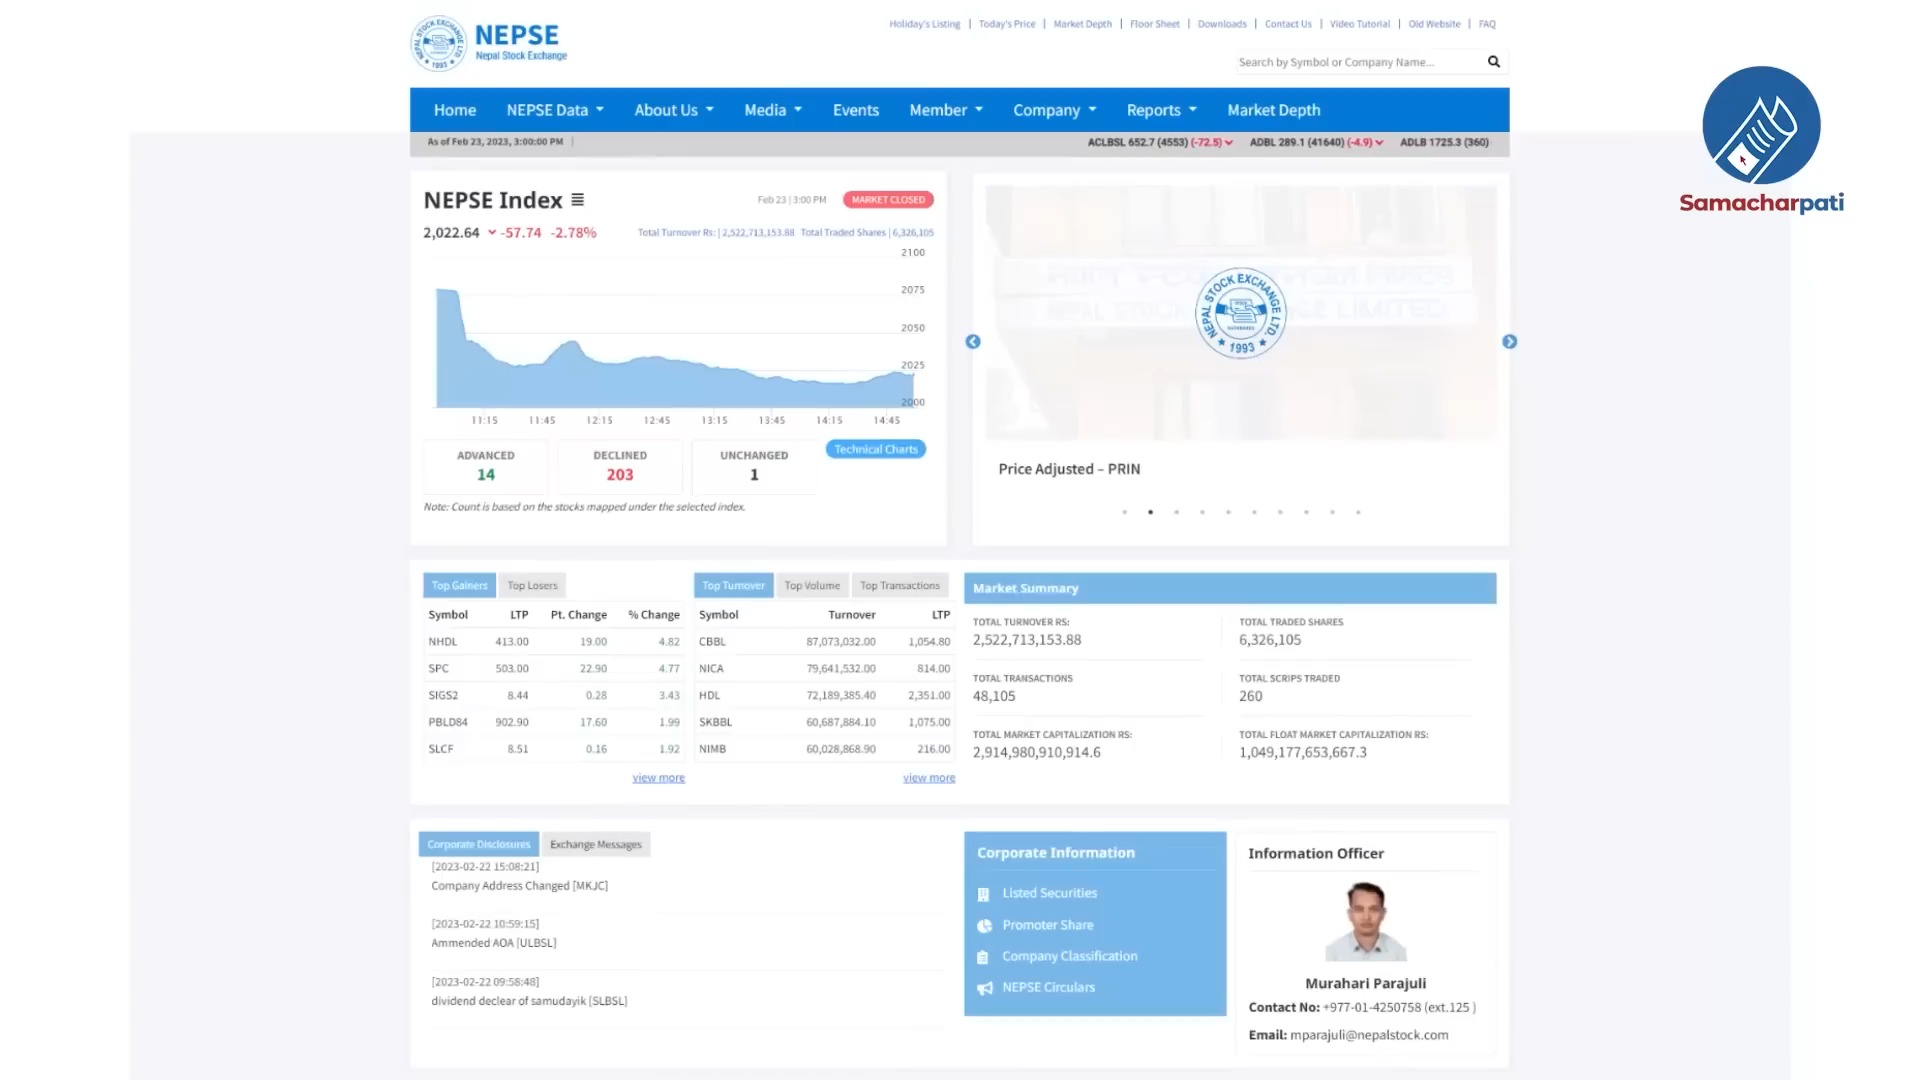 NEPSE
Nepal Stock Exchange
NEPAL STOCK EXCHANGE LTD.
1993
Holiday's Listing | Today's Price | Market Depth | Floor Sheet | Downloads | Contact Us | Video Tutorial | Old Website | FAQ
Search by Symbol or Company Name...
Samacharpati
Home NEPSE Data About Us Media Events Member Company Reports Market Depth
As of Feb 23, 2023, 3:00:00 PM | ACLBSL 652.7 (4553) (-72.5) ADBL 289.1 (41640) (-4.9) ADLB 1725.3 (360)
NEPSE Index
Feb 23 | 3:00 PM MARKET CLOSED
2,022.64 -57.74 -2.78% Total Turnover Rs: | 2,522,713,153.88 Total Traded Shares | 6,326,105
2100
2075
2050
2025
2000
11:15 11:45 12:15 12:45 13:15 13:45 14:15 14:45
ADVANCED
14
DECLINED
203
UNCHANGED
1
Technical Charts
Note: Count is based on the stocks mapped under the selected index.
NEPAL STOCK EXCHANGE LTD.
1993
Price Adjusted – PRIN
Top Gainers Top Losers
Symbol LTP Pt. Change % Change
NHDL 413.00 19.00 4.82
SPC 503.00 22.90 4.77
SIGS2 8.44 0.28 3.43
PBLD84 902.90 17.60 1.99
SLCF 8.51 0.16 1.92
view more
Top Turnover Top Volume Top Transactions
Symbol Turnover LTP
CBBL 87,073,032.00 1,054.80
NICA 79,641,532.00 814.00
HDL 72,189,385.40 2,351.00
SKBBL 60,687,884.10 1,075.00
NIMB 60,028,868.90 216.00
view more
Market Summary
TOTAL TURNOVER RS:
2,522,713,153.88
TOTAL TRADED SHARES
6,326,105
TOTAL TRANSACTIONS
48,105
TOTAL SCRIPS TRADED
260
TOTAL MARKET CAPITALIZATION RS:
2,914,980,910,914.6
TOTAL FLOAT MARKET CAPITALIZATION RS:
1,049,177,653,667.3
Corporate Disclosures Exchange Messages
[2023-02-22 15:08:21]
Company Address Changed [MKJC]
[2023-02-22 10:59:15]
Ammended AOA [ULBSL]
[2023-02-22 09:58:48]
dividend declear of samudayik [SLBSL]
Corporate Information
Listed Securities
Promoter Share
Company Classification
NEPSE Circulars
Information Officer
Murahari Parajuli
Contact No: +977-01-4250758 (ext.125 )
Email: mparajuli@nepalstock.com